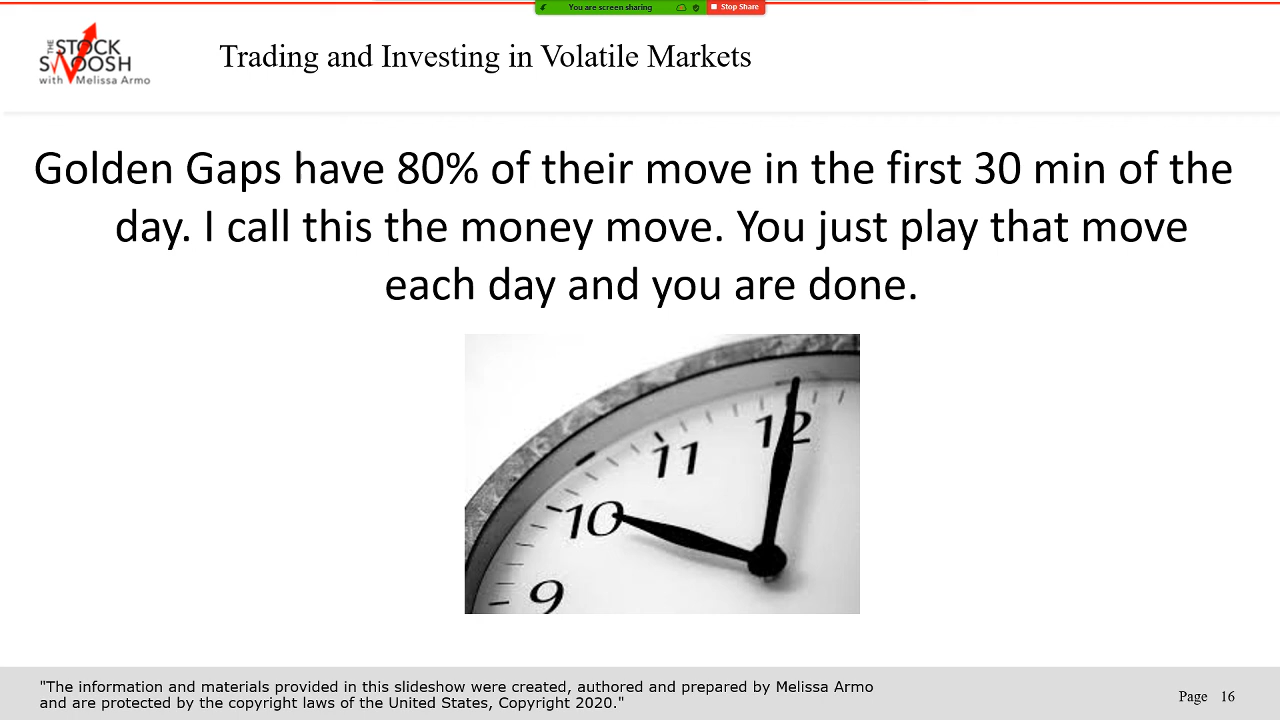 You are screen sharing
Stop Share
THE
STOCK
SWOOSH
with Melissa Armo
Trading and Investing in Volatile Markets
Golden Gaps have 80% of their move in the first 30 min of the
day. I call this the money move. You just play that move
each day and you are done.
12
11
10
9
"The information and materials provided in this slideshow were created, authored and prepared by Melissa Armo
and are protected by the copyright laws of the United States, Copyright 2020."
Page 16